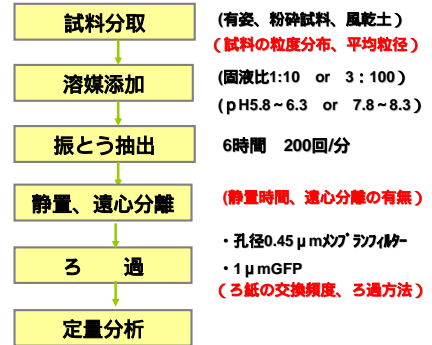 試料分取
(有姿、粉砕試料、風乾土)
(試料の粒度分布、平均粒径)
溶媒添加
(固液比1:10 or 3：100)
(ｐH5.8～6.3 or 7.8～8.3)
振とう抽出
6時間 200回/分
静置、遠心分離
(静置時間、遠心分離の有無)
・孔径0.45μmﾒﾝﾌﾞﾗﾝﾌｨﾙﾀｰ
ろ 過
・1μmGFP
(ろ紙の交換頻度、ろ過方法)
定量分析